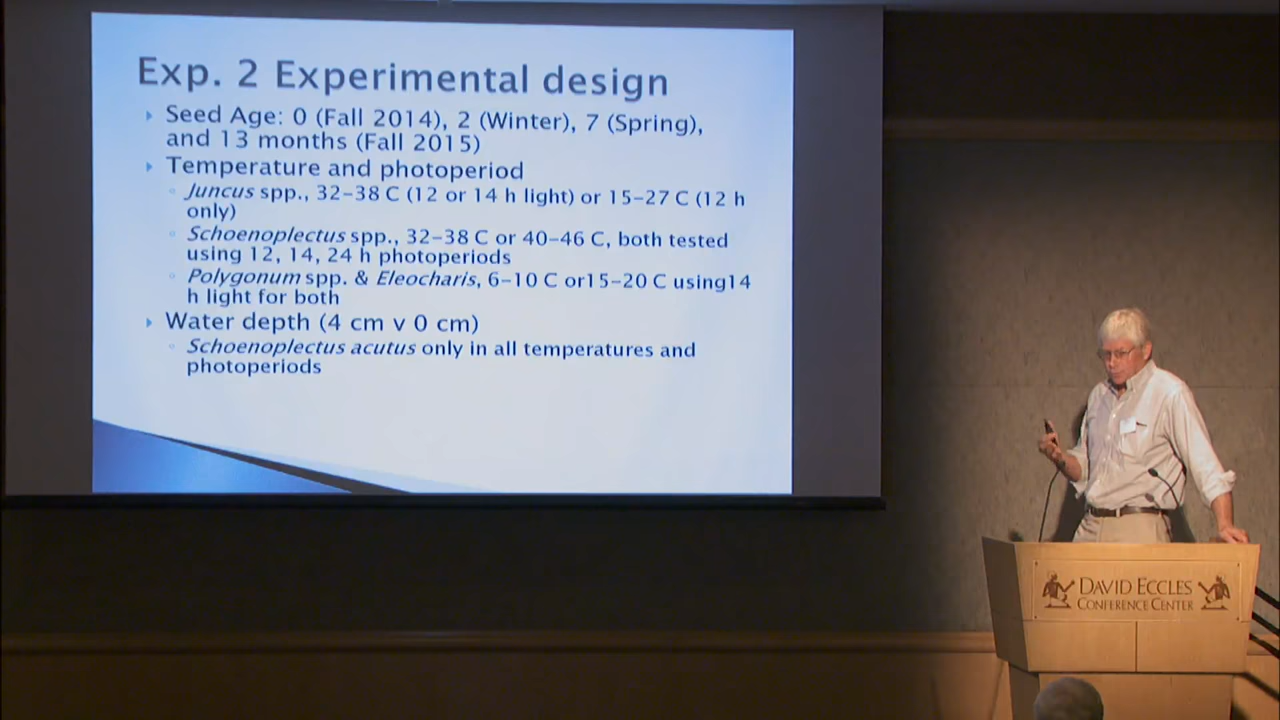 Exp. 2 Experimental design
Seed Age: 0 (Fall 2014), 2 (Winter), 7 (Spring),
and 13 months (Fall 2015)
Temperature and photoperiod
Juncus spp., 32-38 C (12 or 14 h light) or 15-27 C (12 h
only)
Schoenoplectus spp., 32-38 C or 40-46 C, both tested
using 12, 14, 24 h photoperiods
Polygonum spp. & Eleocharis, 6-10 C or15-20 C using14
h light for both
Water depth (4 cm v 0 cm)
Schoenoplectus acutus only in all temperatures and
photoperiods
DAVID ECCLES
CONFERENCE CENTER